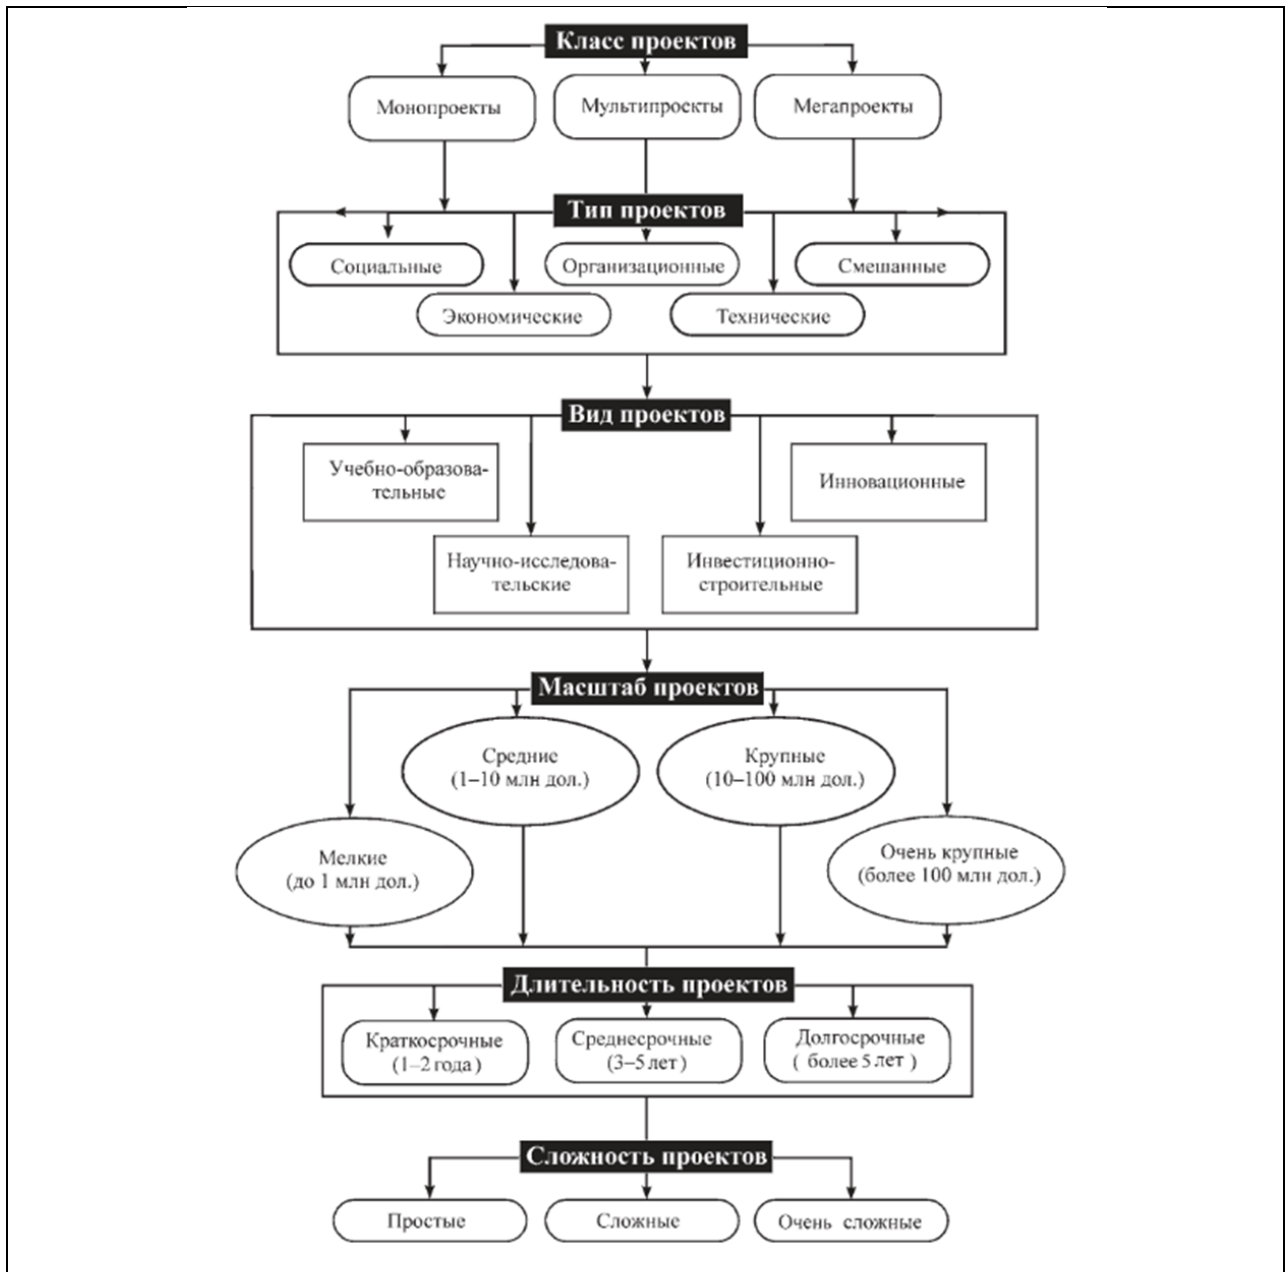 Класс проектов
Монопроекты
Мультипроекты
Мегапроекты
Тип проектов
Социальные
Организационные
Смешанные
Экономические
Технические
Вид проектов
Учебно-образова-
тельные
Инновационные
Научно-исследова-
тельские
Инвестиционно-
строительные
Масштаб проектов
Средние
(1–10 млн дол.)
Крупные
(10–100 млн дол.)
Мелкие
(до 1 млн дол.)
Очень крупные
(более 100 млн дол.)
Длительность проектов
Краткосрочные
(1–2 года)
Среднесрочные
(3–5 лет)
Долгосрочные
( более 5 лет )
Сложность проектов
Простые
Сложные
Очень сложные